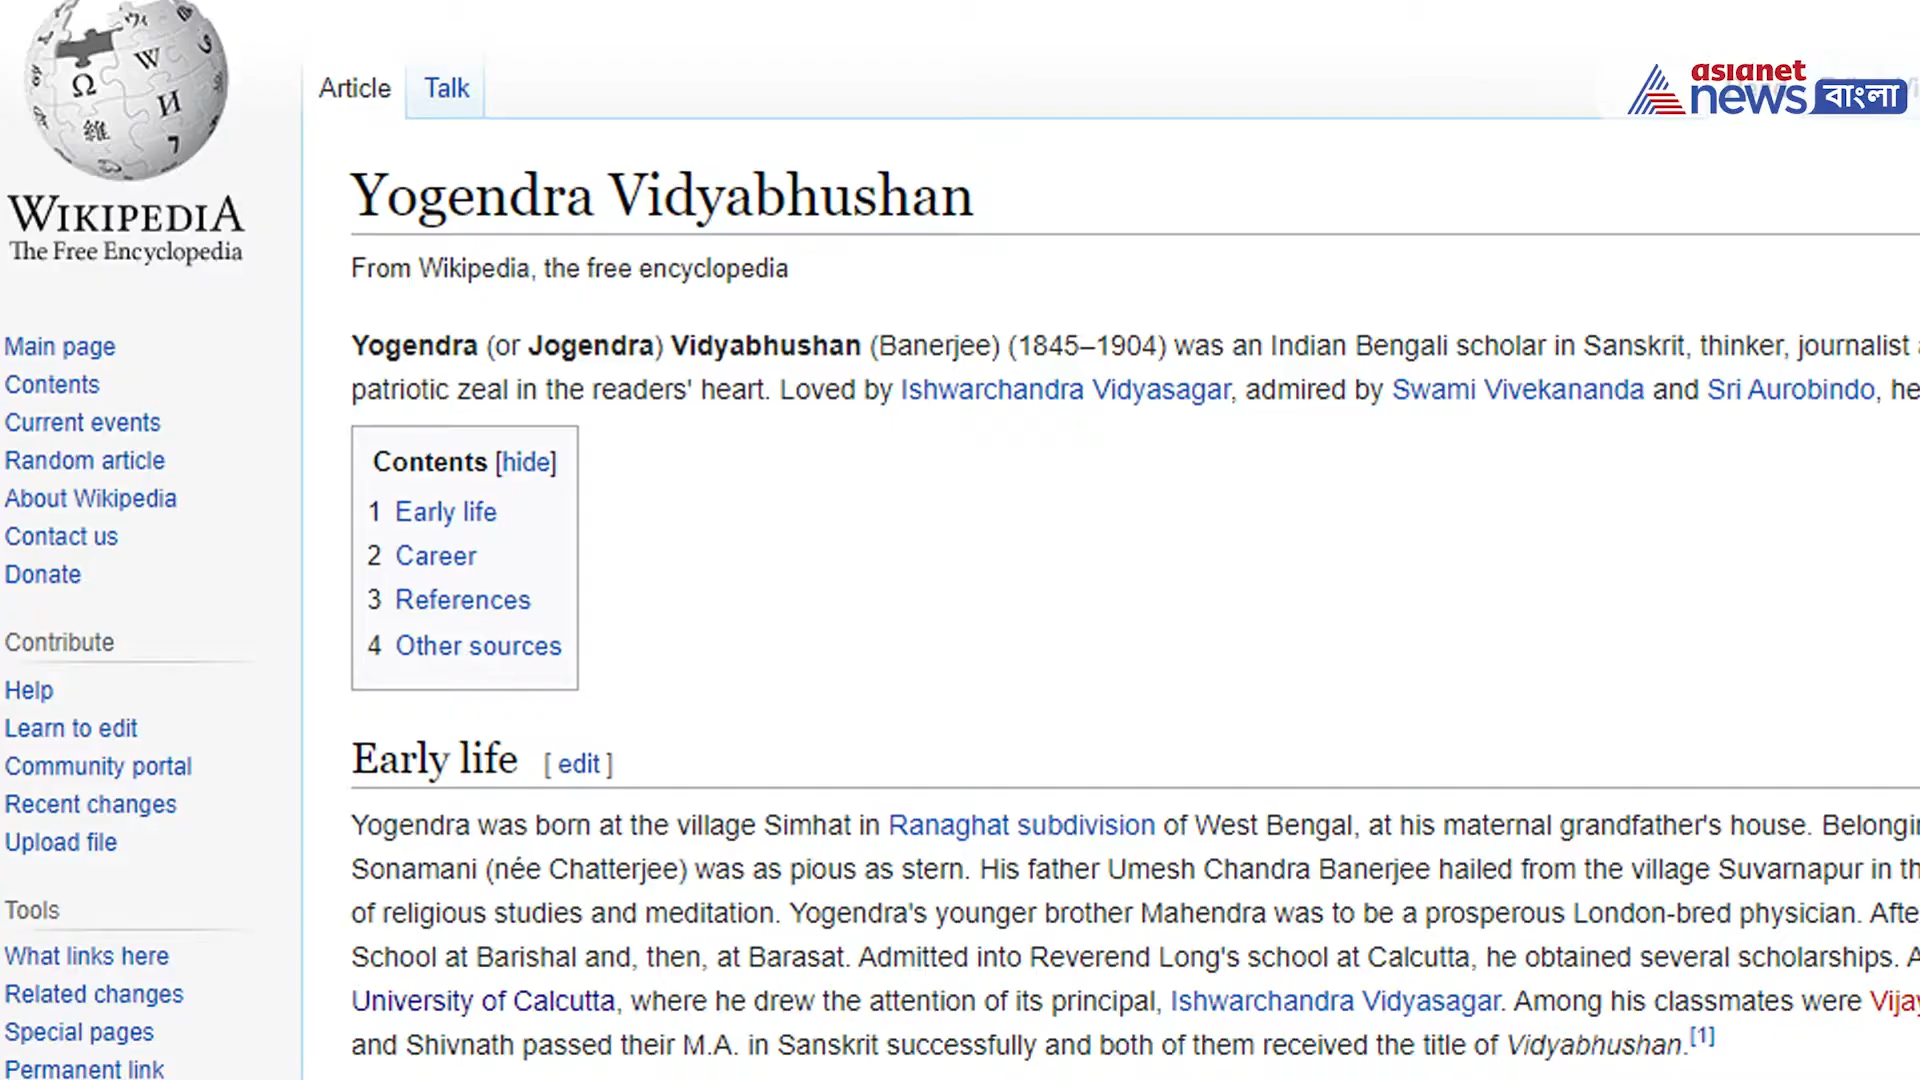 WIKIPEDIA
The Free Encyclopedia
Main page
Contents
Current events
Random article
About Wikipedia
Contact us
Donate
Contribute
Help
Learn to edit
Community portal
Recent changes
Upload file
Tools
What links here
Related changes
Special pages
Permanent link
Article Talk
asianet
news বাংলা
Yogendra Vidyabhushan
From Wikipedia, the free encyclopedia
Yogendra (or Jogendra) Vidyabhushan (Banerjee) (1845–1904) was an Indian Bengali scholar in Sanskrit, thinker, journalist
patriotic zeal in the readers' heart. Loved by Ishwarchandra Vidyasagar, admired by Swami Vivekananda and Sri Aurobindo, he
Contents [hide]
1 Early life
2 Career
3 References
4 Other sources
Early life [ edit ]
Yogendra was born at the village Simhat in Ranaghat subdivision of West Bengal, at his maternal grandfather's house.
Sonamani (née Chatterjee) was as pious as stern. His father Umesh Chandra Banerjee hailed from the village Suvarnapur in
of religious studies and meditation. Yogendra's younger brother Mahendra was to be a prosperous London-bred physician.
School at Barishal and, then, at Barasat. Admitted into Reverend Long's school at Calcutta, he obtained several scholarships.
University of Calcutta, where he drew the attention of its principal, Ishwarchandra Vidyasagar. Among his classmates were
and Shivnath passed their M.A. in Sanskrit successfully and both of them received the title of Vidyabhushan.[1]